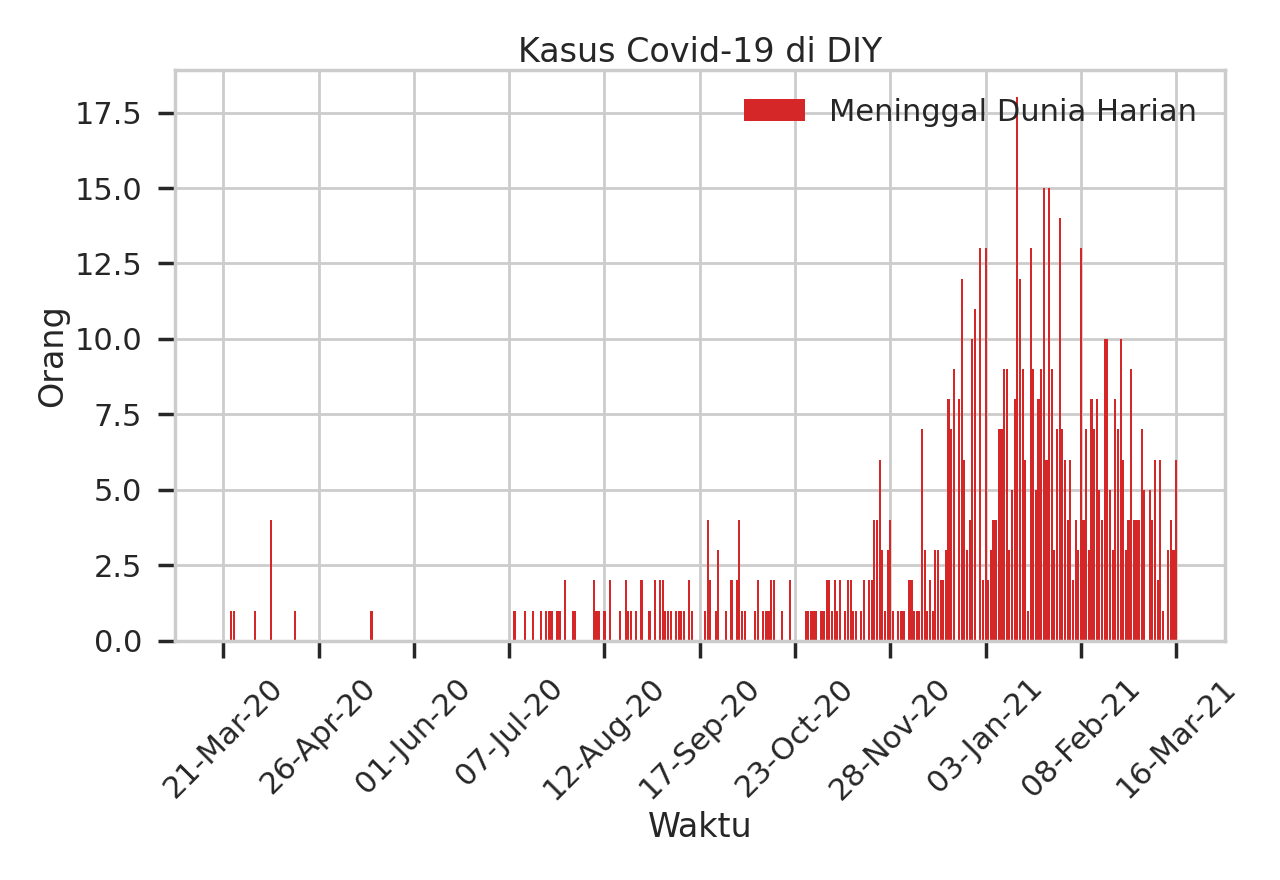 Kasus Covid-19 di DIY
Meninggal Dunia Harian
Orang
17.5
15.0
12.5
10.0
7.5
5.0
2.5
0.0
21-Mar-20
26-Apr-20
01-Jun-20
07-Jul-20
12-Aug-20
17-Sep-20
23-Oct-20
28-Nov-20
03-Jan-21
08-Feb-21
16-Mar-21
Waktu